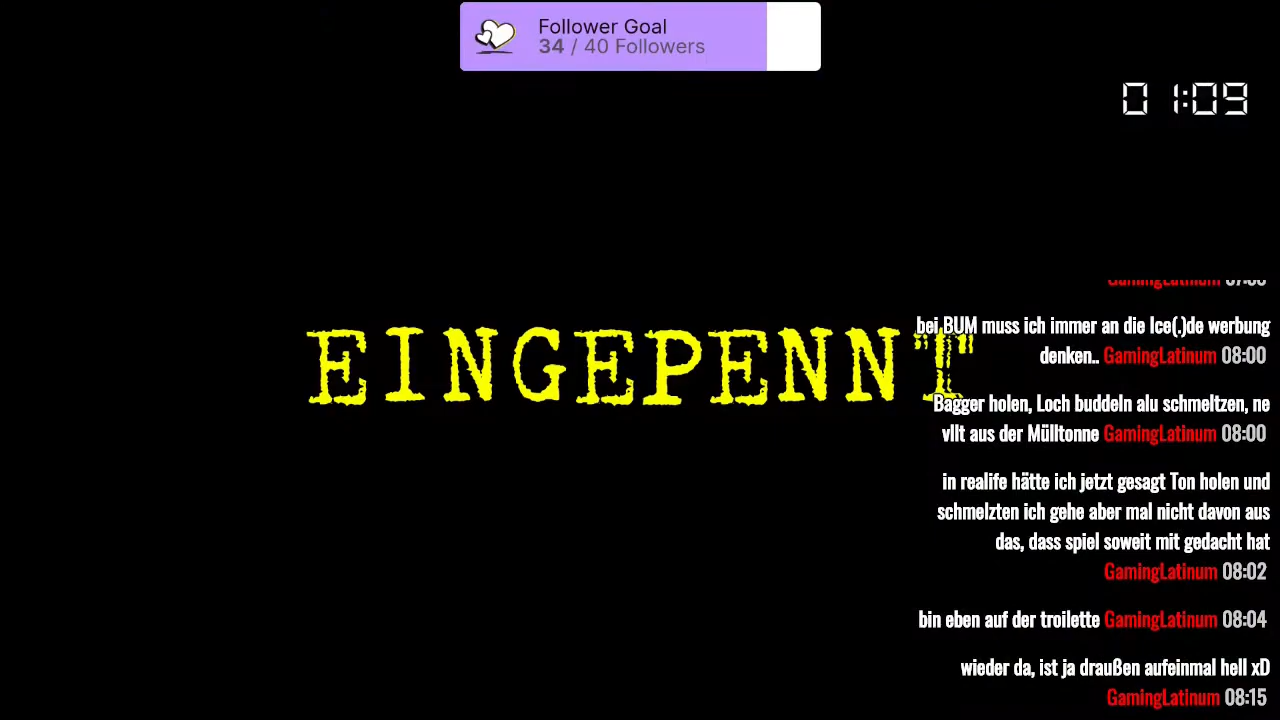 Follower Goal
34 / 40 Followers
01:09
EINGEPENNT
bei BUM muss ich immer an die Ice(.)de werbung
denken.. GamingLatinum 08:00
Bagger holen, Loch buddeln alu schmeltzen, ne
vllt aus der Mülltonne GamingLatinum 08:00
in realife hätte ich jetzt gesagt Ton holen und
schmelzten ich gehe aber mal nicht davon aus
das, dass spiel soweit mit gedacht hat
GamingLatinum 08:02
bin eben auf der troilette GamingLatinum 08:04
wieder da, ist ja draußen aufeinmal hell xD
GamingLatinum 08:15